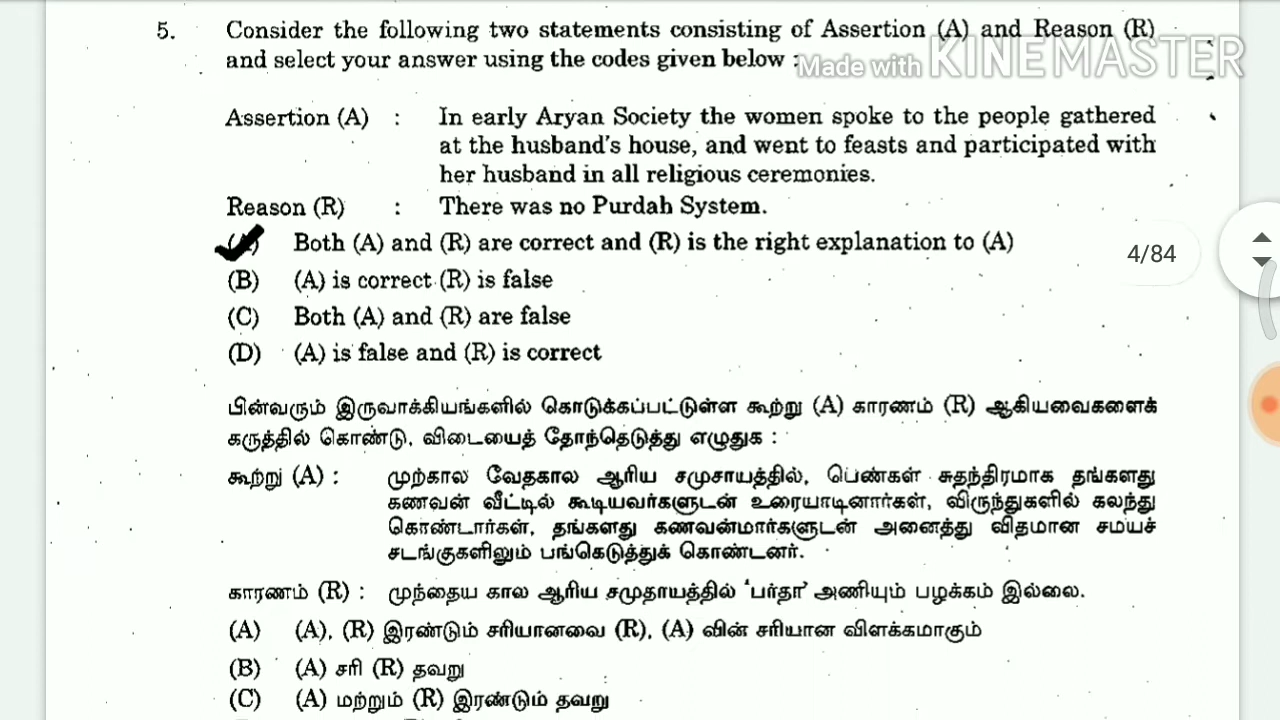 5. Consider the following two statements consisting of Assertion (A) and Reason (R)
and select your answer using the codes given below :
Made with KINEMASTER
Assertion (A) : In early Aryan Society the women spoke to the people gathered
at the husband's house, and went to feasts and participated with
her husband in all religious ceremonies.
Reason (R) : There was no Purdah System.
(A) Both (A) and (R) are correct and (R) is the right explanation to (A)
4/84
(B) (A) is correct (R) is false
(C) Both (A) and (R) are false
(D) (A) is false and (R) is correct
பின்வரும் இருவாக்கியங்களில் கொடுக்கப்பட்டுள்ள கூற்று (A) காரணம் (R) ஆகியவைகளைக்
கருத்தில் கொண்டு, விடையைத் தேர்ந்தெடுத்து எழுதுக :
கூற்று (A) : முற்கால வேதகால ஆரிய சமுசாயத்தில், பெண்கள் சுதந்திரமாக தங்களது
கணவன் வீட்டில் கூடியவர்களுடன் உரையாடினார்கள், விருந்துகளில் கலந்து
கொண்டார்கள், தங்களது கணவன்மார்களுடன் அனைத்து விதமான சமயச்
சடங்குகளிலும் பங்கெடுத்துக் கொண்டனர்.
காரணம் (R) : முந்தைய கால ஆரிய சமுதாயத்தில் 'பர்தா' அணியும் பழக்கம் இல்லை.
(A) (A), (R) இரண்டும் சரியானவை (R), (A) வின் சரியான விளக்கமாகும்
(B) (A) சரி (R) தவறு
(C) (A) மற்றும் (R) இரண்டும் தவறு